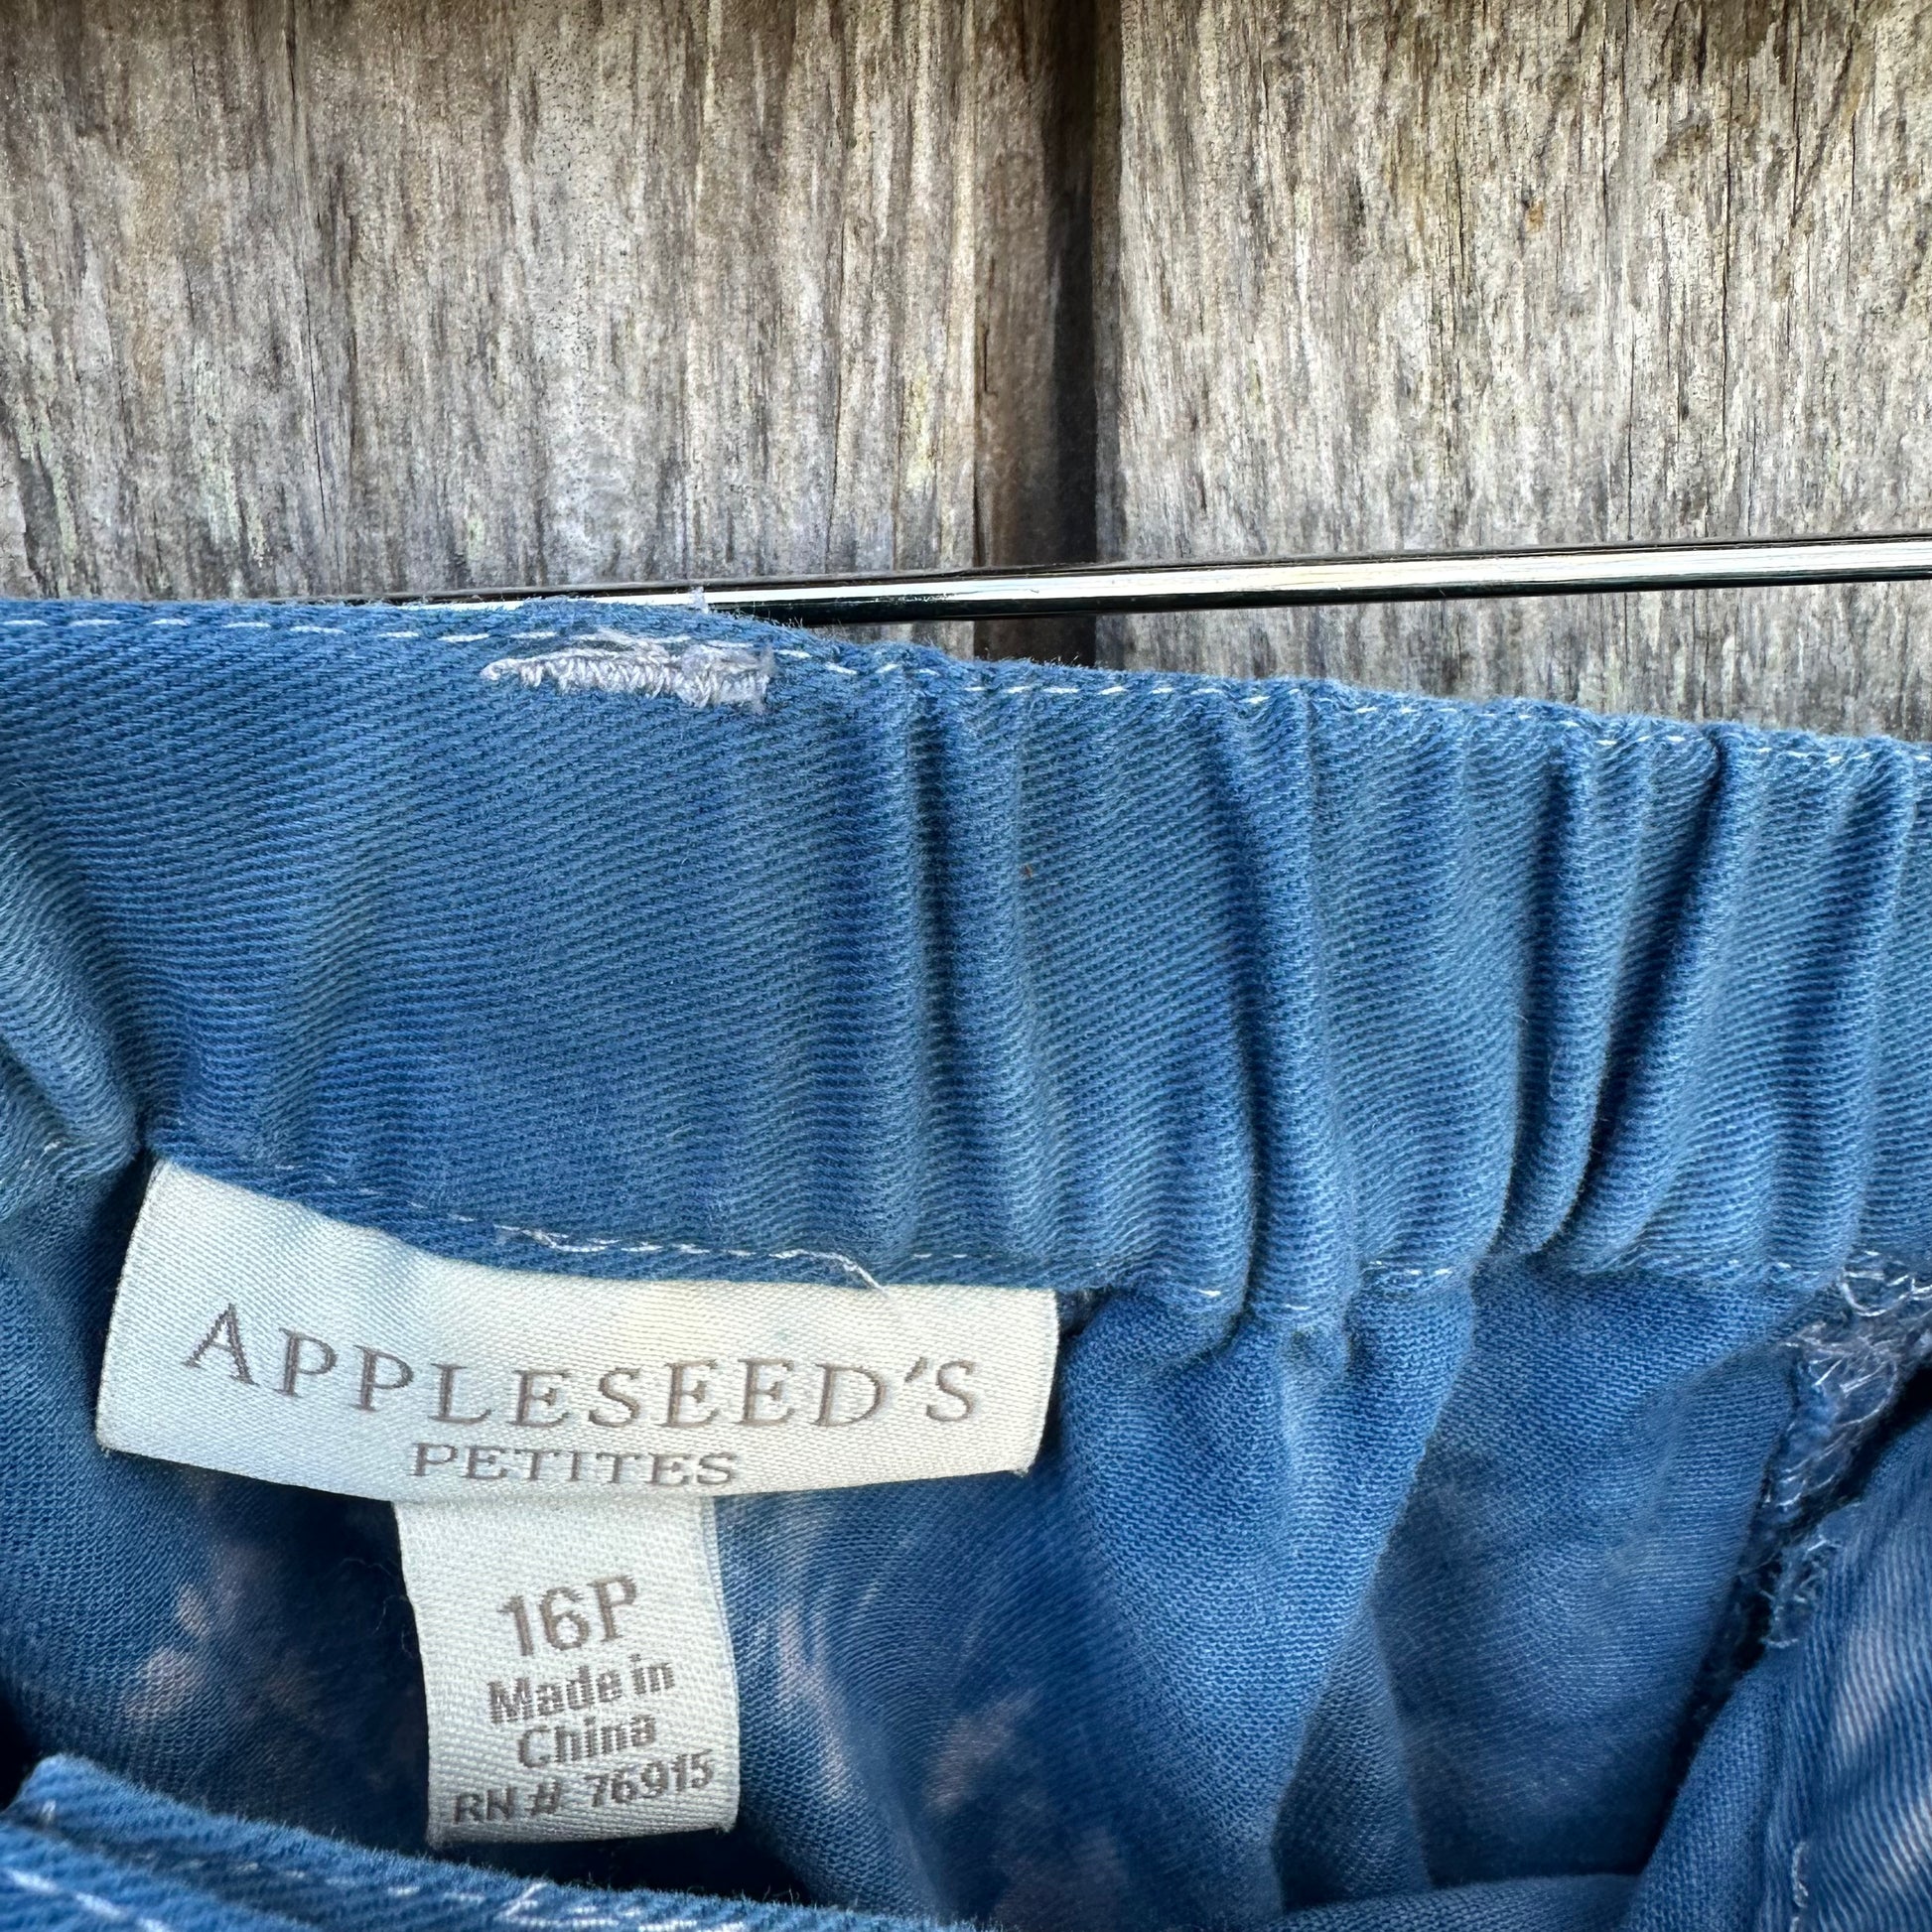 APPLESEED'S
PETITES
16P
Made in
China
RN # 76915